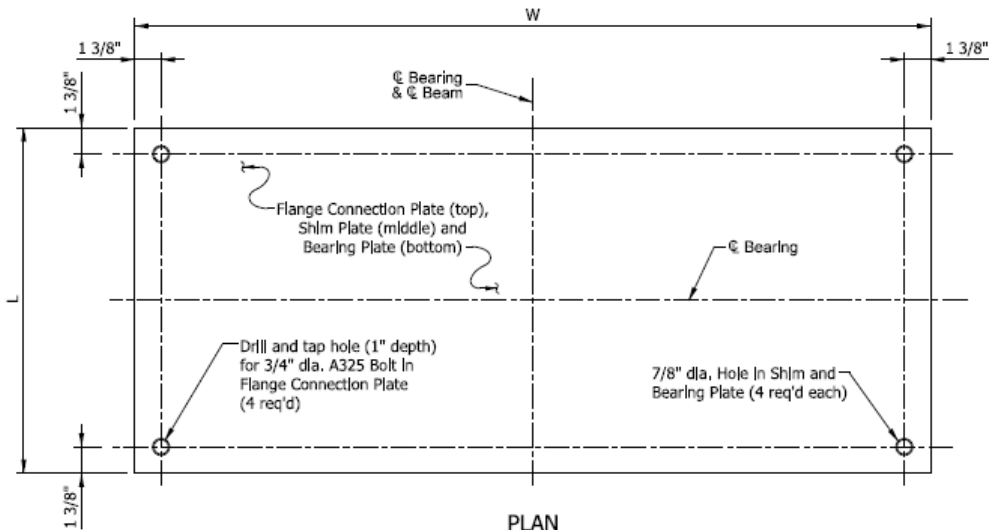 W
1 3/8"
1 3/8"
1 3/8"
℄ Bearing
& ℄ Beam
Flange Connection Plate (top),
Shim Plate (middle) and
Bearing Plate (bottom)
℄ Bearing
L
Drill and tap hole (1" depth)
for 3/4" dia. A325 Bolt in
Flange Connection Plate
(4 req'd)
7/8" dia. Hole in Shim and
Bearing Plate (4 req'd each)
1 3/8"
PLAN